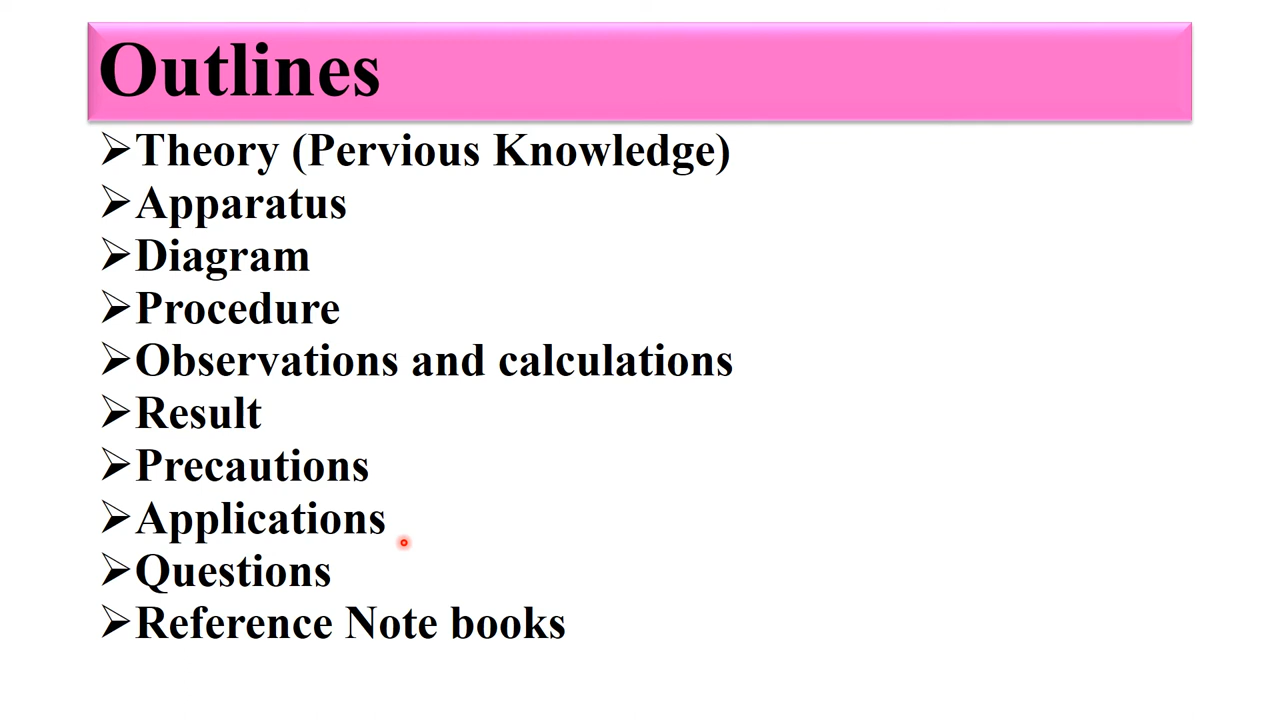 Outlines
➢Theory (Pervious Knowledge)
➢Apparatus
➢Diagram
➢Procedure
➢Observations and calculations
➢Result
➢Precautions
➢Applications
➢Questions
➢Reference Note books